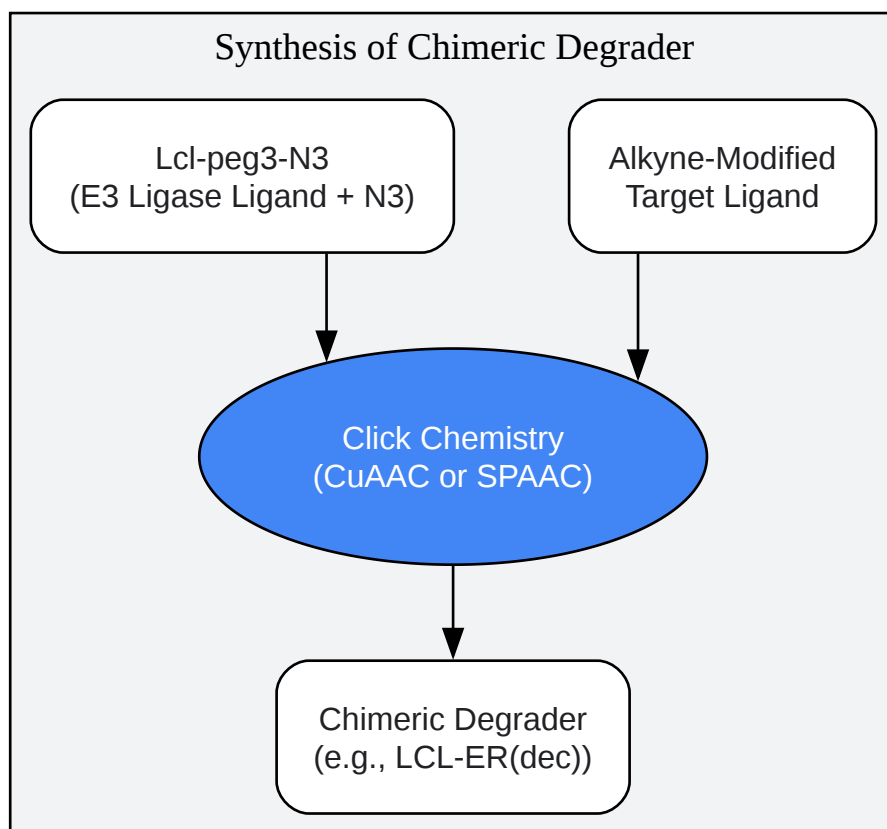 Synthesis of Chimeric Degrader
Lcl-peg3-N3
(E3 Ligase Ligand + N3)
Alkyne-Modified
Target Ligand
Click Chemistry
(CuAAC or SPAAC)
Chimeric Degrader
(e.g., LCL-ER(dec))